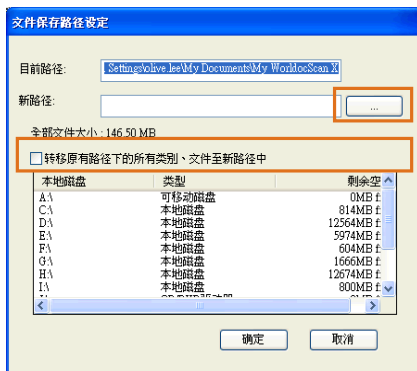 文件保存路径设定
目前路径: Settings\olive.lee\My Documents\My WorldocScan X
新路径: ...
全部文件大小 : 146.50 MB
转移原有路径下的所有类别、文件至新路径中
本地磁盘 类型 剩余空
A:\ 可移动磁盘 0MB f
C:\ 本地磁盘 814MB f
D:\ 本地磁盘 12564MB f
E:\ 本地磁盘 5974MB f
F:\ 本地磁盘 604MB f
G:\ 本地磁盘 1666MB f
H:\ 本地磁盘 12674MB f
I:\ 本地磁盘 800MB f
确定 取消